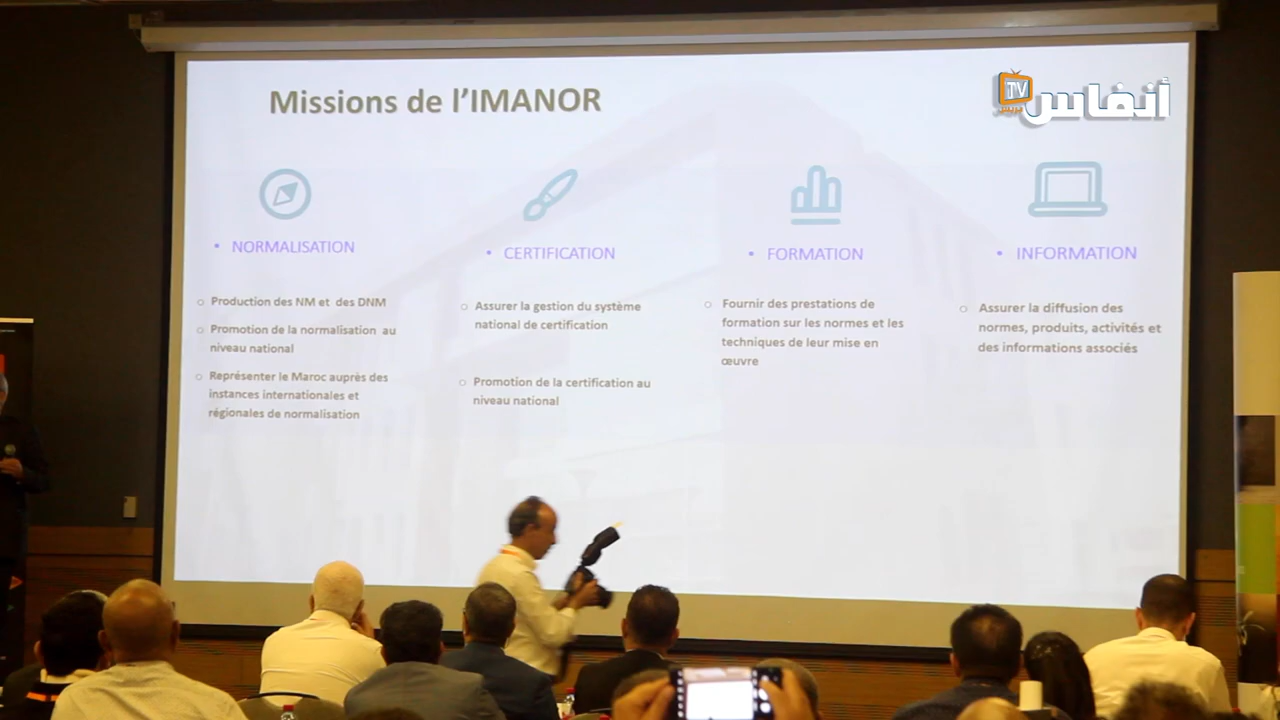 Missions de l'IMANOR
TV
أنفاس
• NORMALISATION
o Production des NM et des DNM
o Promotion de la normalisation au
niveau national
o Représenter le Maroc auprès des
instances internationales et
régionales de normalisation
• CERTIFICATION
o Assurer la gestion du système
national de certification
o Promotion de la certification au
niveau national
• FORMATION
o Fournir des prestations de
formation sur les normes et les
techniques de leur mise en
œuvre
• INFORMATION
o Assurer la diffusion des
normes, produits, activités et
des informations associés